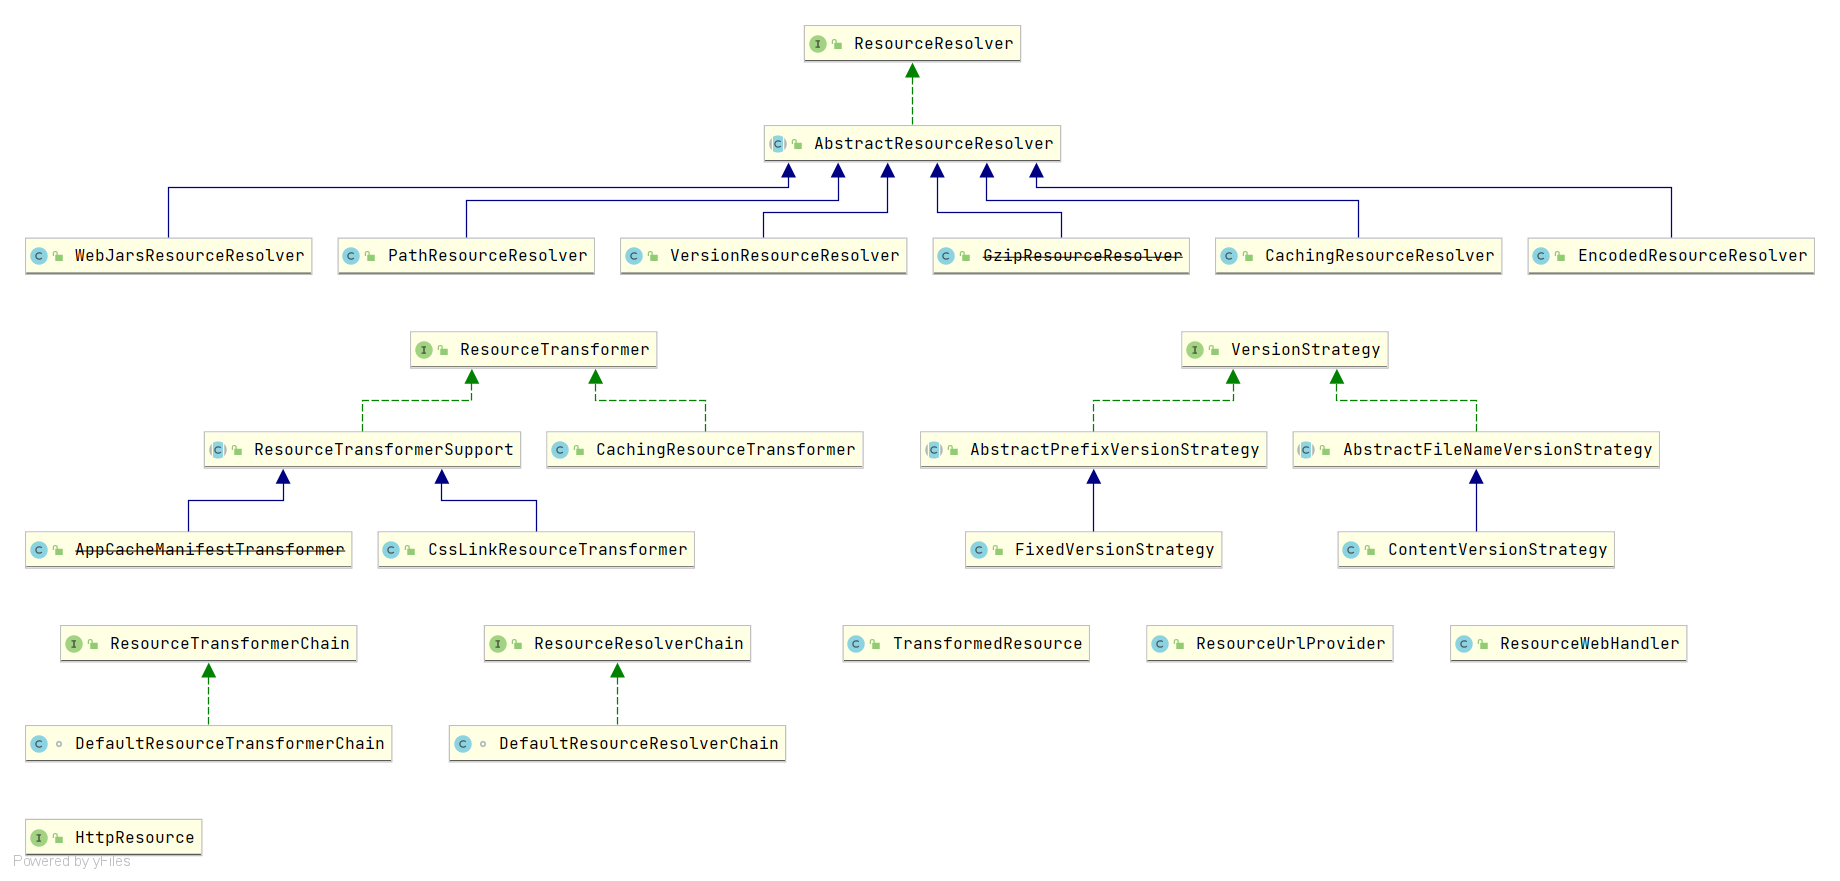 ResourceResolver
AbstractResourceResolver
WebJarsResourceResolver
PathResourceResolver
VersionResourceResolver
GzipResourceResolver
CachingResourceResolver
EncodedResourceResolver
ResourceTransformer
VersionStrategy
ResourceTransformerSupport
CachingResourceTransformer
AbstractPrefixVersionStrategy
AbstractFileNameVersionStrategy
AppCacheManifestTransformer
CssLinkResourceTransformer
FixedVersionStrategy
ContentVersionStrategy
ResourceTransformerChain
ResourceResolverChain
TransformedResource
ResourceUrlProvider
ResourceWebHandler
DefaultResourceTransformerChain
DefaultResourceResolverChain
HttpResource
Powered by yFiles